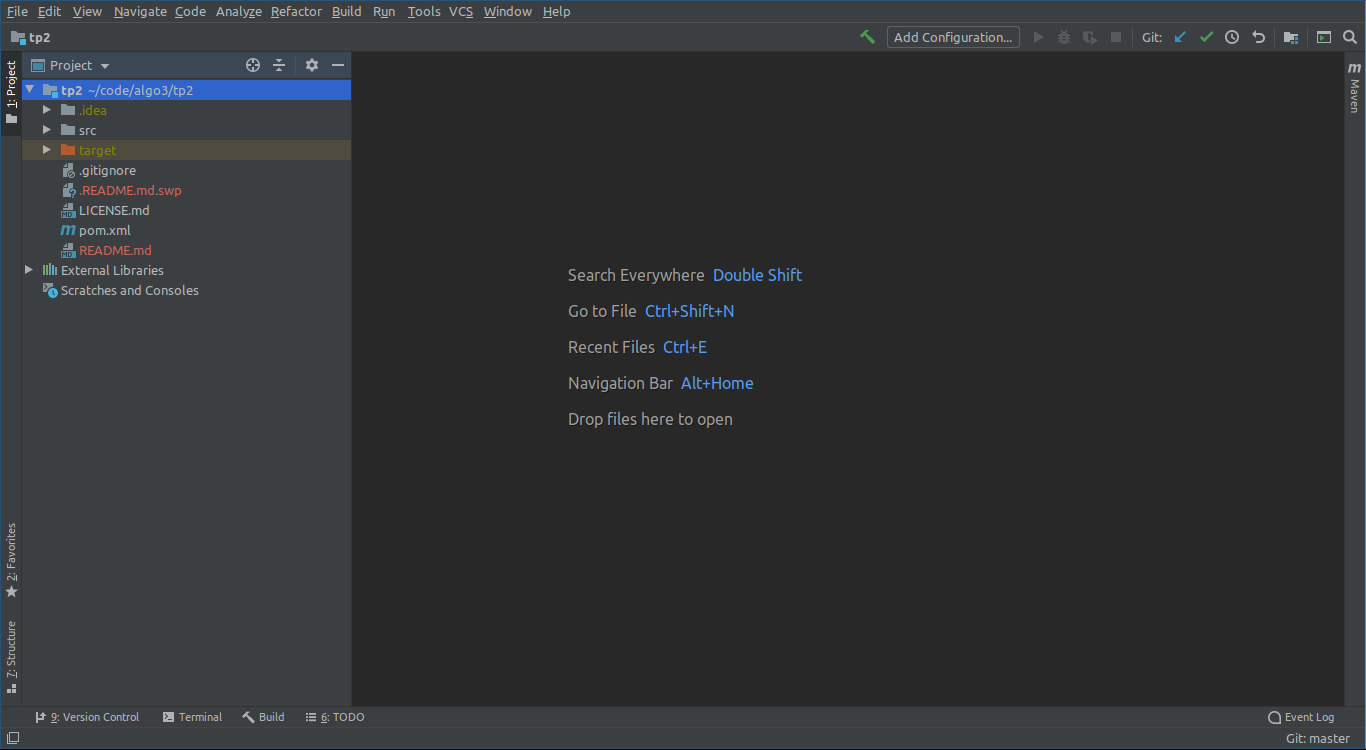 File Edit View Navigate Code Analyze Refactor Build Run Tools VCS Window Help
tp2 Add Configuration... Git:
1: Project
Project
tp2 ~/code/algo3/tp2
.idea
src
target
.gitignore
.README.md.swp
LICENSE.md
pom.xml
README.md
External Libraries
Scratches and Consoles
Search Everywhere Double Shift
Go to File Ctrl+Shift+N
Recent Files Ctrl+E
Navigation Bar Alt+Home
Drop files here to open
m Maven
2: Favorites
7: Structure
9: Version Control Terminal Build 6: TODO Event Log
Git: master